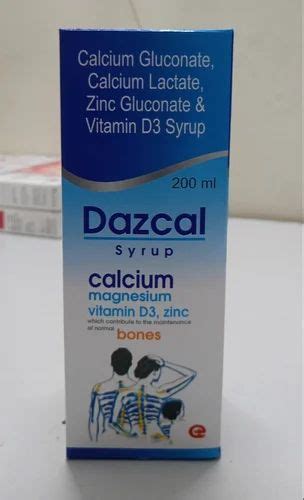 Calcium Gluconate,
Calcium Lactate,
Zinc Gluconate &
Vitamin D3 Syrup
200 ml
Dazcal
Syrup
calcium
magnesium
vitamin D3, zinc
which contribute to the maintenance
of normal
bones